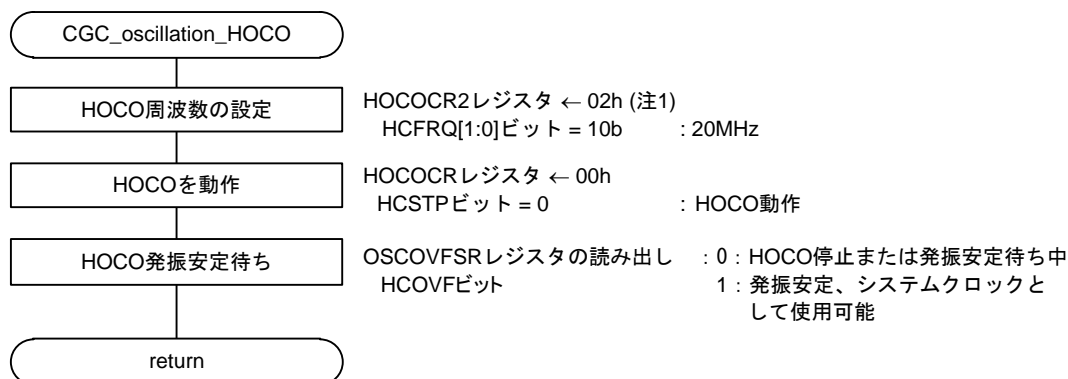 CGC_oscillation_HOCO
HOCO周波数の設定
HOCOCR2レジスタ ← 02h (注1)
HCFRQ[1:0]ビット = 10b : 20MHz
HOCOを動作
HOCOCRレジスタ ← 00h
HCSTPビット = 0 : HOCO動作
HOCO発振安定待ち
OSCOVFSRレジスタの読み出し : 0 : HOCO停止または発振安定待ち中
HCOVFビット 1 : 発振安定、システムクロックと
して使用可能
return